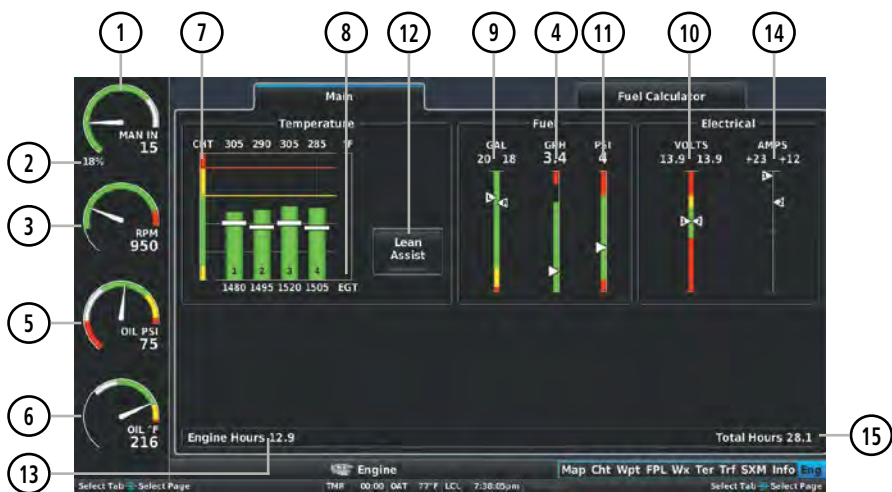 1 7 8 12 9 4 11 10 14
Main Fuel Calculator
Temperature Fuel Electrical
CHT 305 290 305 285 °F
GAL GPH PSI VOLTS AMPS
20 18 3.4 4 13.9 13.9 +23 +12
MAN IN
15
2
18%
3
RPM
950
Lean
Assist
1 2 3 4
1480 1495 1520 1505 EGT
5
OIL PSI
75
6
OIL °F
216
Engine Hours 12.9 Total Hours 28.1
15
13
Engine Map Cht Wpt FPL Wx Ter Trf SXM Info Eng
Select Tab Select Page TMR 00:00 OAT 77°F LCL 7:38:05pm Select Tab Select Page